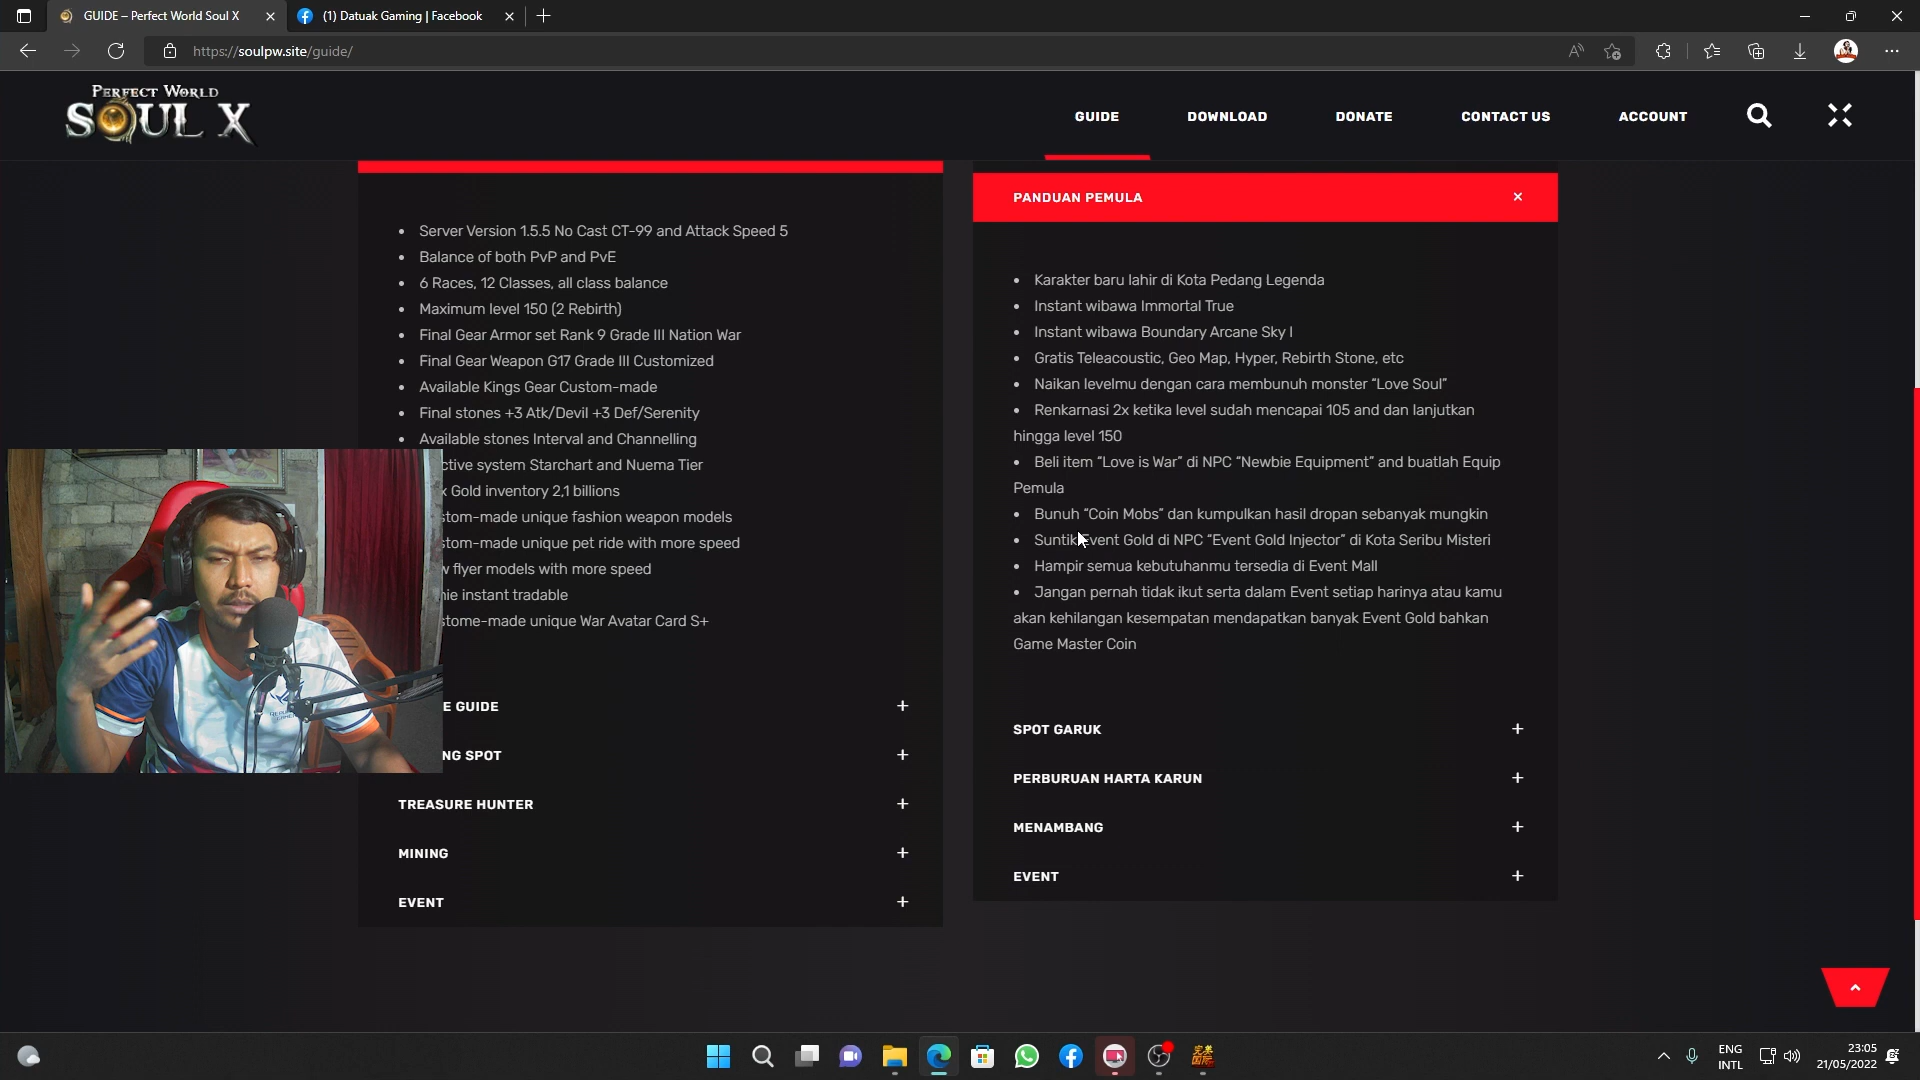 GUIDE – Perfect World Soul X
(1) Datuak Gaming | Facebook
https://soulpw.site/guide/
PERFECT WORLD
SOUL X
GUIDE
DOWNLOAD
DONATE
CONTACT US
ACCOUNT
Server Version 1.5.5 No Cast CT-99 and Attack Speed 5
Balance of both PvP and PvE
6 Races, 12 Classes, all class balance
Maximum level 150 (2 Rebirth)
Final Gear Armor set Rank 9 Grade III Nation War
Final Gear Weapon G17 Grade III Customized
Available Kings Gear Custom-made
Final stones +3 Atk/Devil +3 Def/Serenity
Available stones Interval and Channelling
ctive system Starchart and Nuema Tier
x Gold inventory 2,1 billions
stom-made unique fashion weapon models
stom-made unique pet ride with more speed
w flyer models with more speed
nie instant tradable
stome-made unique War Avatar Card S+
E GUIDE
NG SPOT
TREASURE HUNTER
MINING
EVENT
PANDUAN PEMULA
Karakter baru lahir di Kota Pedang Legenda
Instant wibawa Immortal True
Instant wibawa Boundary Arcane Sky I
Gratis Teleacoustic, Geo Map, Hyper, Rebirth Stone, etc
Naikan levelmu dengan cara membunuh monster “Love Soul”
Renkarnasi 2x ketika level sudah mencapai 105 and dan lanjutkan
hingga level 150
Beli item “Love is War” di NPC “Newbie Equipment” and buatlah Equip
Pemula
Bunuh “Coin Mobs” dan kumpulkan hasil dropan sebanyak mungkin
Suntik Event Gold di NPC “Event Gold Injector” di Kota Seribu Misteri
Hampir semua kebutuhanmu tersedia di Event Mall
Jangan pernah tidak ikut serta dalam Event setiap harinya atau kamu
akan kehilangan kesempatan mendapatkan banyak Event Gold bahkan
Game Master Coin
SPOT GARUK
PERBURUAN HARTA KARUN
MENAMBANG
EVENT
ENG
INTL
23:05
21/05/2022